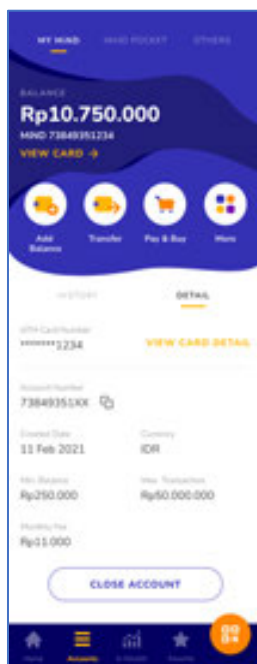 MY MIND MIND POCKET OTHERS
BALANCE
Rp10.750.000
MIND 73849351234
VIEW CARD →
Add Balance
Transfer
Pay & Buy
More
HISTORY DETAIL
ATM Card Number
*******1234 VIEW CARD DETAIL
Account Number
73849351XX
Created Date Currency
11 Feb 2021 IDR
Min. Balance Max. Transaction
Rp250.000 Rp50.000.000
Monthly Fee
Rp11.000
CLOSE ACCOUNT
Home Accounts Favorite